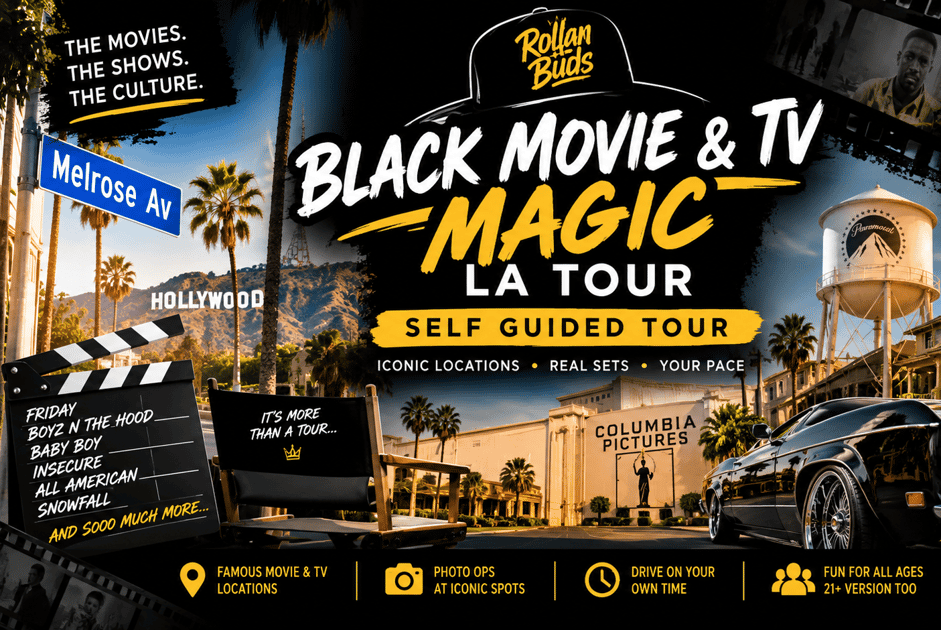 THE MOVIES.
THE SHOWS.
THE CULTURE.
Rollan
Buds
BLACK MOVIE & TV
MAGIC
LA TOUR
SELF GUIDED TOUR
ICONIC LOCATIONS • REAL SETS • YOUR PACE
Melrose Av
HOLLYWOOD
Paramount
FRIDAY
BOYZ N THE HOOD
BABY BOY
INSECURE
ALL AMERICAN
SNOWFALL
AND SOOO MUCH MORE...
IT'S MORE
THAN A TOUR...
COLUMBIA
PICTURES
FAMOUS MOVIE & TV
LOCATIONS
PHOTO OPS
AT ICONIC SPOTS
DRIVE ON YOUR
OWN TIME
FUN FOR ALL AGES
21+ VERSION TOO